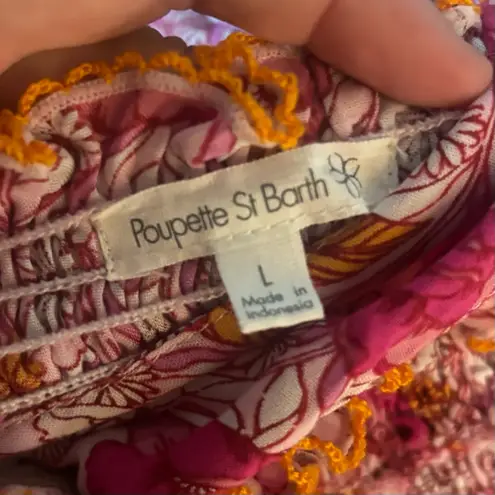 Poupette St Barth
L
Made in
Indonesia